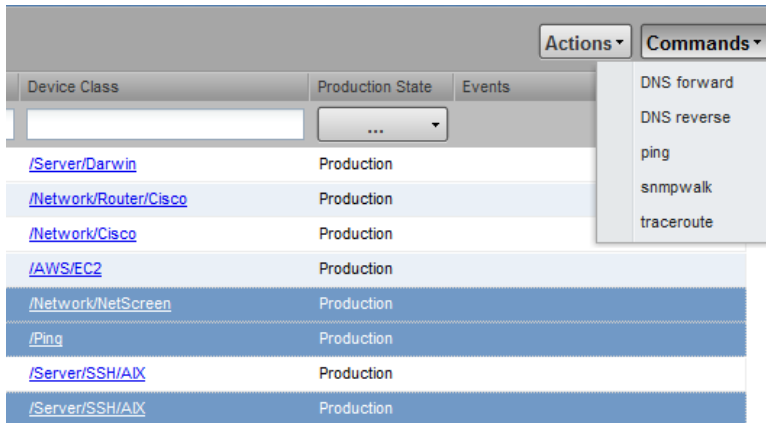 Actions Commands
Device Class Production State Events
DNS forward
DNS reverse
...
ping
/Server/Darwin Production
snmpwalk
/Network/Router/Cisco Production
traceroute
/Network/Cisco Production
/AWS/EC2 Production
/Network/NetScreen Production
/Ping Production
/Server/SSH/AIX Production
/Server/SSH/AIX Production